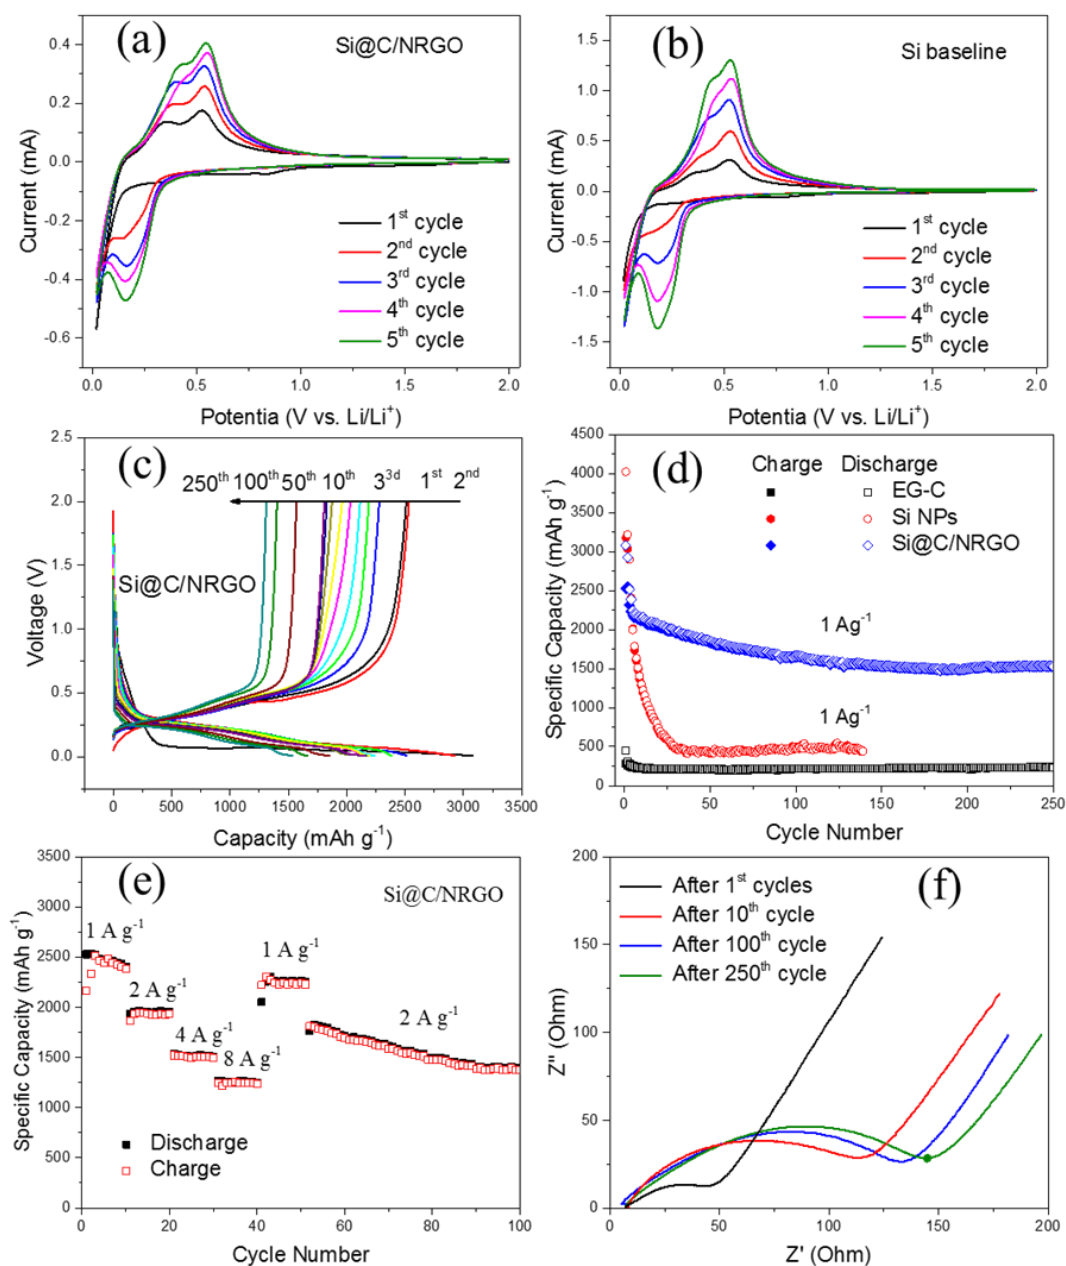 (a)
Si@C/NRGO
0.4
0.2
0.0
-0.2
-0.4
-0.6
Current (mA)
1st cycle
2nd cycle
3rd cycle
4th cycle
5th cycle
0.0 0.5 1.0 1.5 2.0
Potentia (V vs. Li/Li+)
(b)
Si baseline
1.5
1.0
0.5
0.0
-0.5
-1.0
-1.5
Current (mA)
1st cycle
2nd cycle
3rd cycle
4th cycle
5th cycle
0.0 0.5 1.0 1.5 2.0
Potentia (V vs. Li/Li+)
(c)
2.5
2.0
1.5
1.0
0.5
0.0
Voltage (V)
250th 100th 50th 10th 33d 1st 2nd
Si@C/NRGO
0 500 1000 1500 2000 2500 3000 3500
Capacity (mAh g-1)
(d)
4500
4000
3500
3000
2500
2000
1500
1000
500
0
Specific Capacity (mAh g-1)
Charge Discharge
EG-C
Si NPs
Si@C/NRGO
1 Ag-1
1 Ag-1
0 50 100 150 200 250
Cycle Number
(e)
Si@C/NRGO
3500
3000
2500
2000
1500
1000
500
0
Specific Capacity (mAh g-1)
1 A g-1
2 A g-1
4 A g-1
8 A g-1
1 A g-1
2 A g-1
Discharge
Charge
0 20 40 60 80 100
Cycle Number
(f)
200
150
100
50
0
Z" (Ohm)
After 1st cycles
After 10th cycle
After 100th cycle
After 250th cycle
0 50 100 150 200
Z' (Ohm)